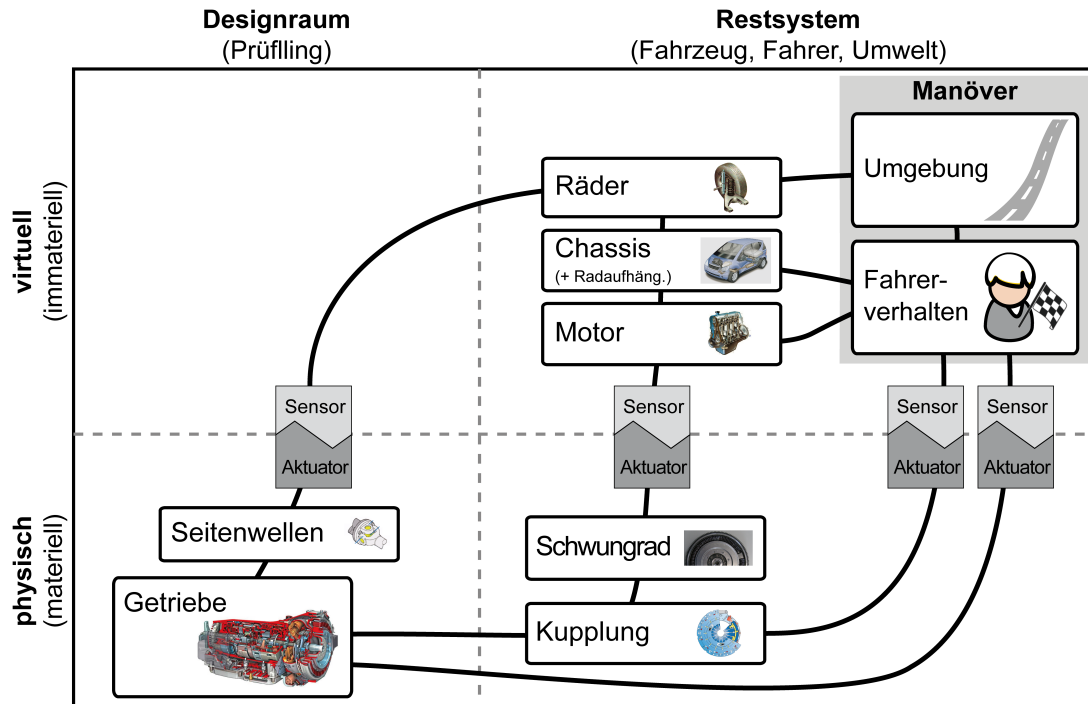 Designraum
(Prüflling)
Restsystem
(Fahrzeug, Fahrer, Umwelt)
virtuell
(immateriell)
Manöver
Umgebung
Räder
Chassis
(+ Radaufhäng.)
Fahrer-
verhalten
Motor
Sensor
Aktuator
Sensor
Aktuator
Sensor
Aktuator
Sensor
Aktuator
physisch
(materiell)
Seitenwellen
Getriebe
Schwungrad
Kupplung